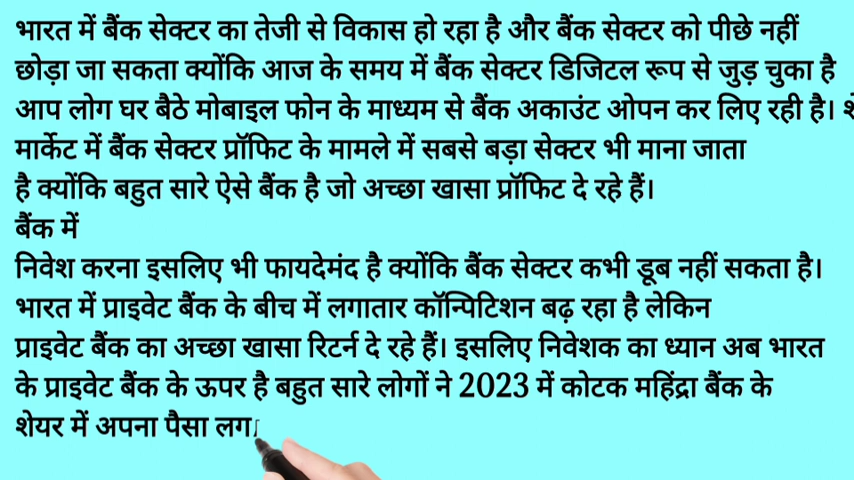 भारत में बैंक सेक्टर का तेजी से विकास हो रहा है और बैंक सेक्टर को पीछे नहीं
छोड़ा जा सकता क्योंकि आज के समय में बैंक सेक्टर डिजिटल रूप से जुड़ चुका है
आप लोग घर बैठे मोबाइल फोन के माध्यम से बैंक अकाउंट ओपन कर लिए रही है।
मार्केट में बैंक सेक्टर प्रॉफिट के मामले में सबसे बड़ा सेक्टर भी माना जाता
है क्योंकि बहुत सारे ऐसे बैंक है जो अच्छा खासा प्रॉफिट दे रहे हैं।
बैंक में
निवेश करना इसलिए भी फायदेमंद है क्योंकि बैंक सेक्टर कभी डूब नहीं सकता है।
भारत में प्राइवेट बैंक के बीच में लगातार कॉम्पिटिशन बढ़ रहा है लेकिन
प्राइवेट बैंक का अच्छा खासा रिटर्न दे रहे हैं। इसलिए निवेशक का ध्यान अब भारत
के प्राइवेट बैंक के ऊपर है बहुत सारे लोगों ने 2023 में कोटक महिंद्रा बैंक के
शेयर में अपना पैसा लग